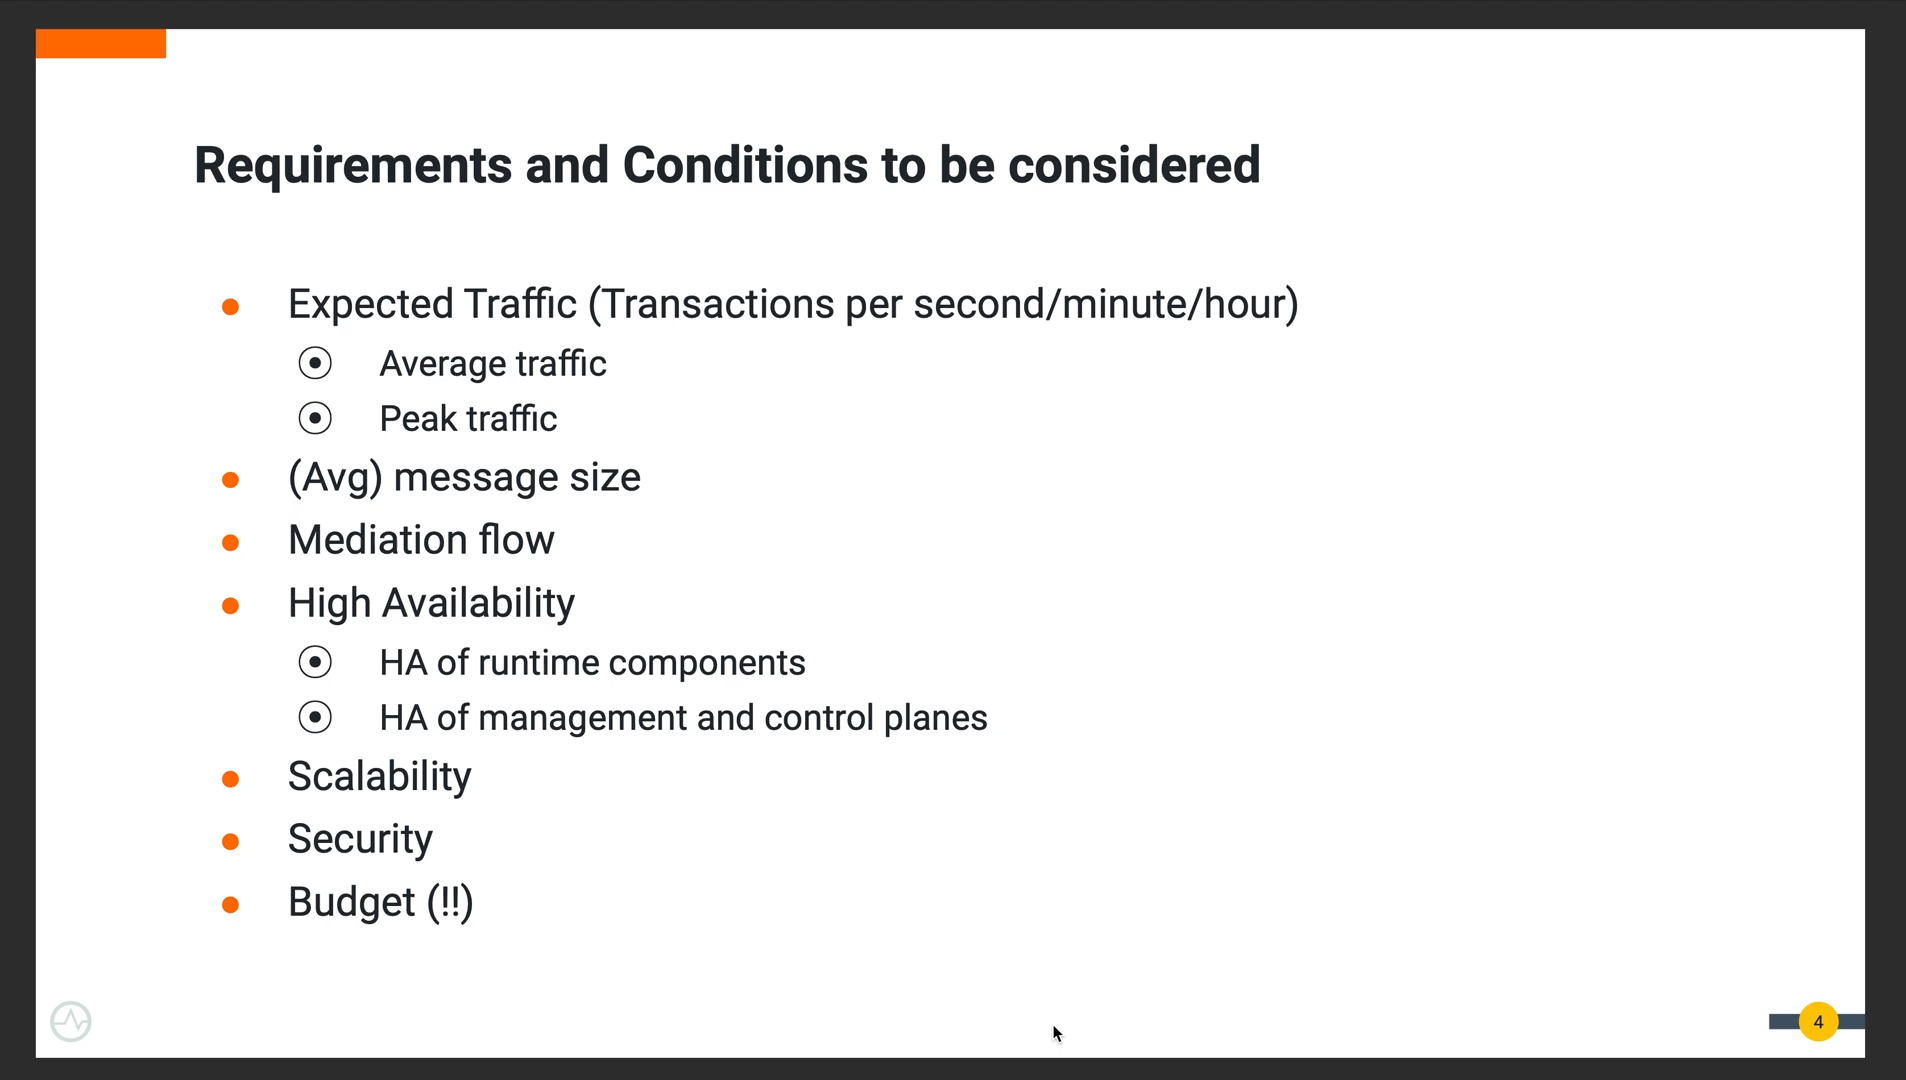 Requirements and Conditions to be considered
Expected Traffic (Transactions per second/minute/hour)
Average traffic
Peak traffic
(Avg) message size
Mediation flow
High Availability
HA of runtime components
HA of management and control planes
Scalability
Security
Budget (!!)
4